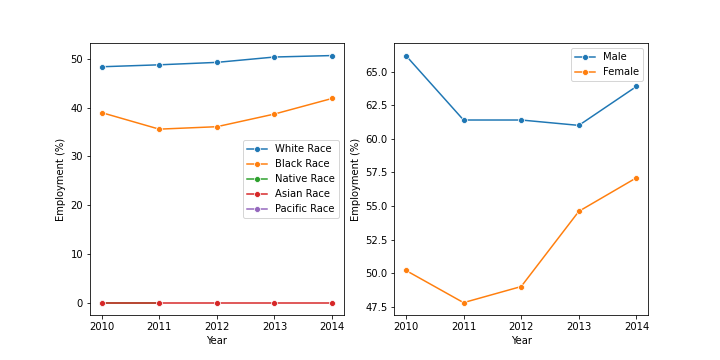 50
40
30
20
10
0
Employment (%)
White Race
Black Race
Native Race
Asian Race
Pacific Race
2010 2011 2012 2013 2014
Year
65.0
62.5
60.0
57.5
55.0
52.5
50.0
47.5
Employment (%)
Male
Female
2010 2011 2012 2013 2014
Year